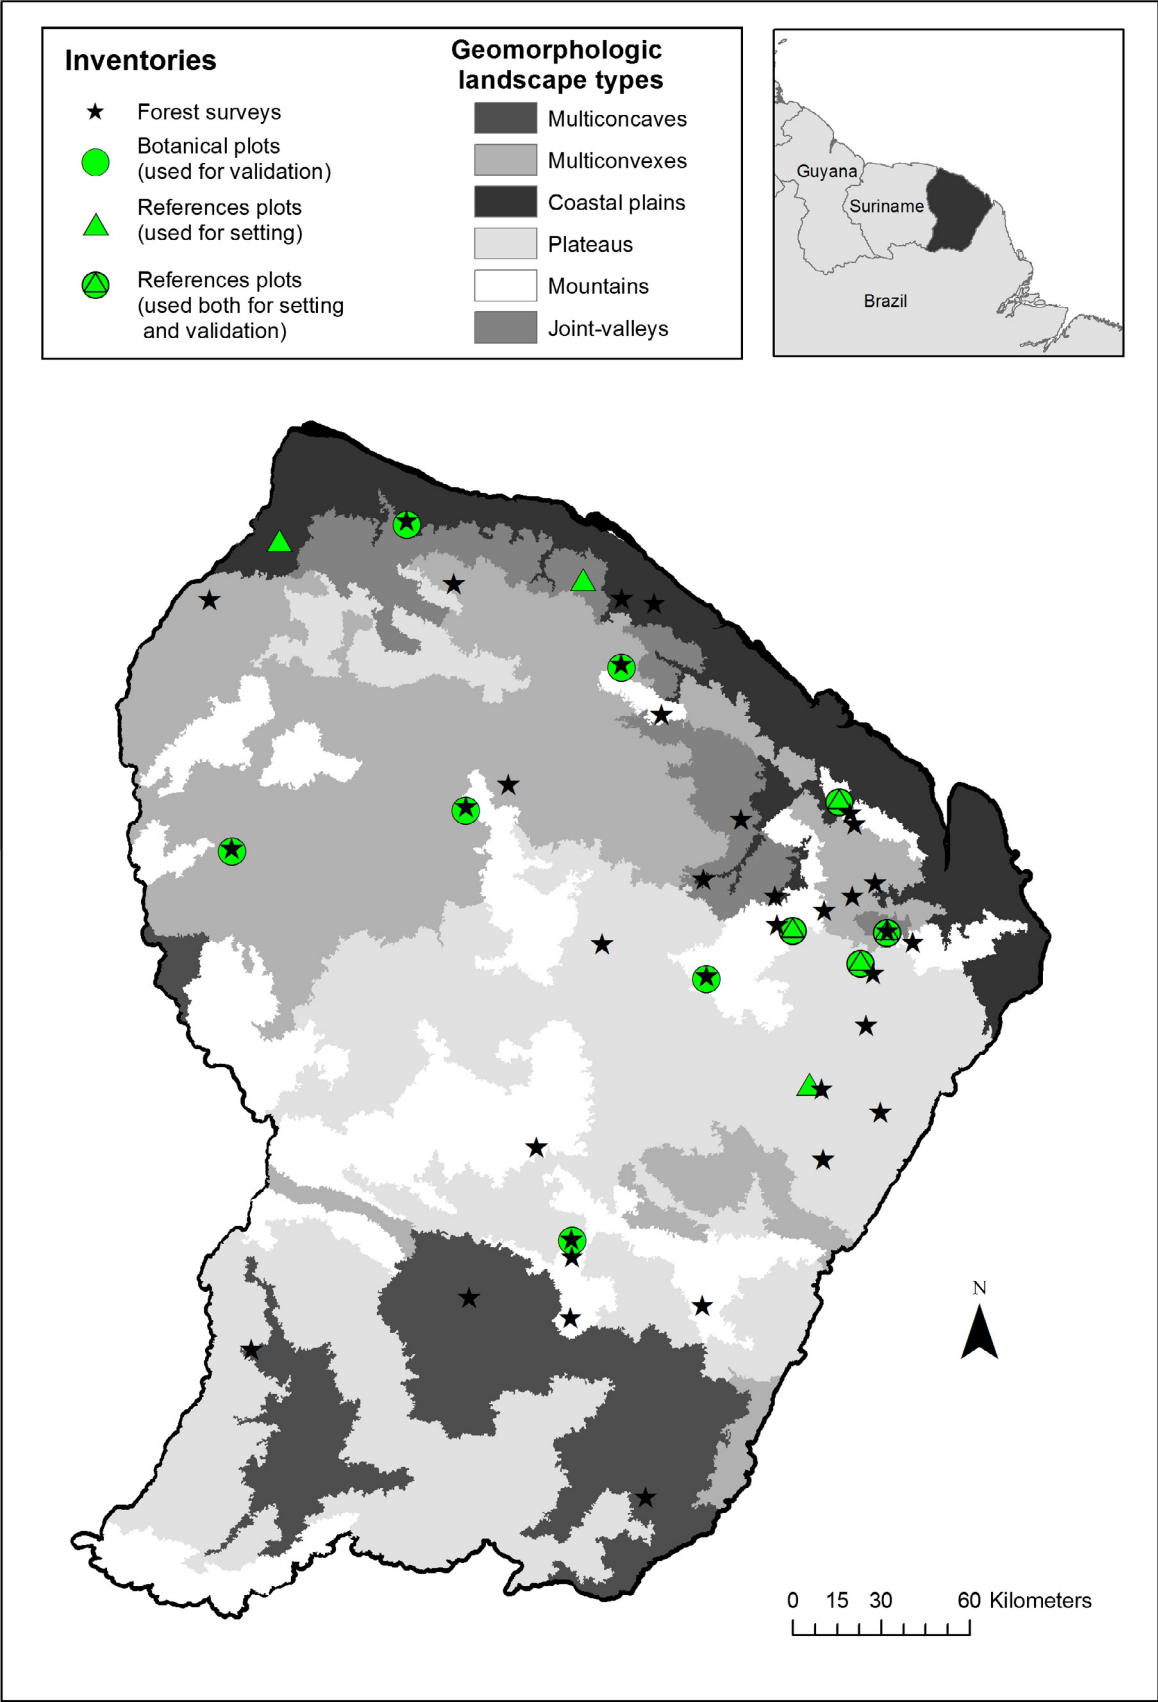 Inventories
Forest surveys
Botanical plots
(used for validation)
References plots
(used for setting)
References plots
(used both for setting
and validation)
Geomorphologic
landscape types
Multiconcaves
Multiconvexes
Coastal plains
Plateaus
Mountains
Joint-valleys
Guyana
Suriname
Brazil
N
0 15 30 60 Kilometers